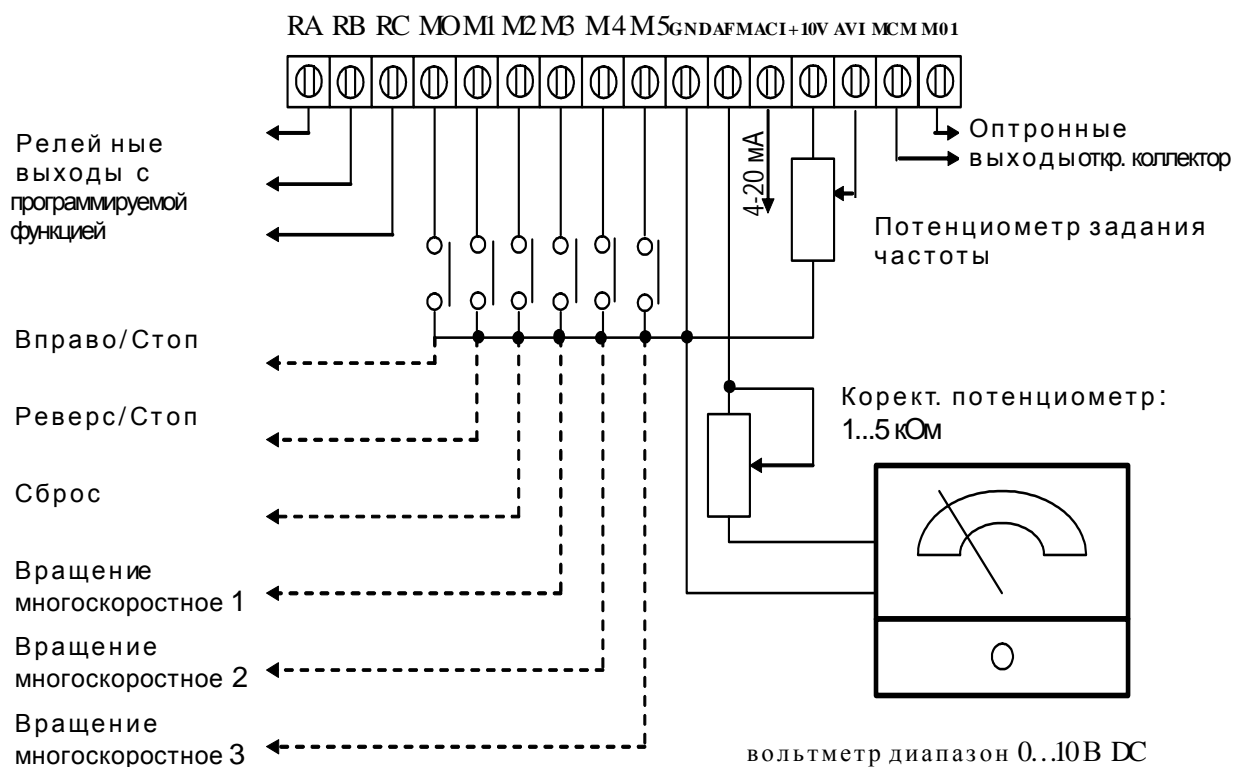 RA RB RC MO M1 M2 M3 M4 M5 GND AFM ACI +10V AVI MCM M01
Релейные
выходы с
программируемой
функцией
4-20 мА
Оптронные
выходы откр. коллектор
Потенциометр задания
частоты
Вправо/Стоп
Реверс/Стоп
Сброс
Корект. потенциометр:
1...5 кОм
Вращение
многоскоростное 1
Вращение
многоскоростное 2
Вращение
многоскоростное 3
вольтметр диапазон 0...10В DC